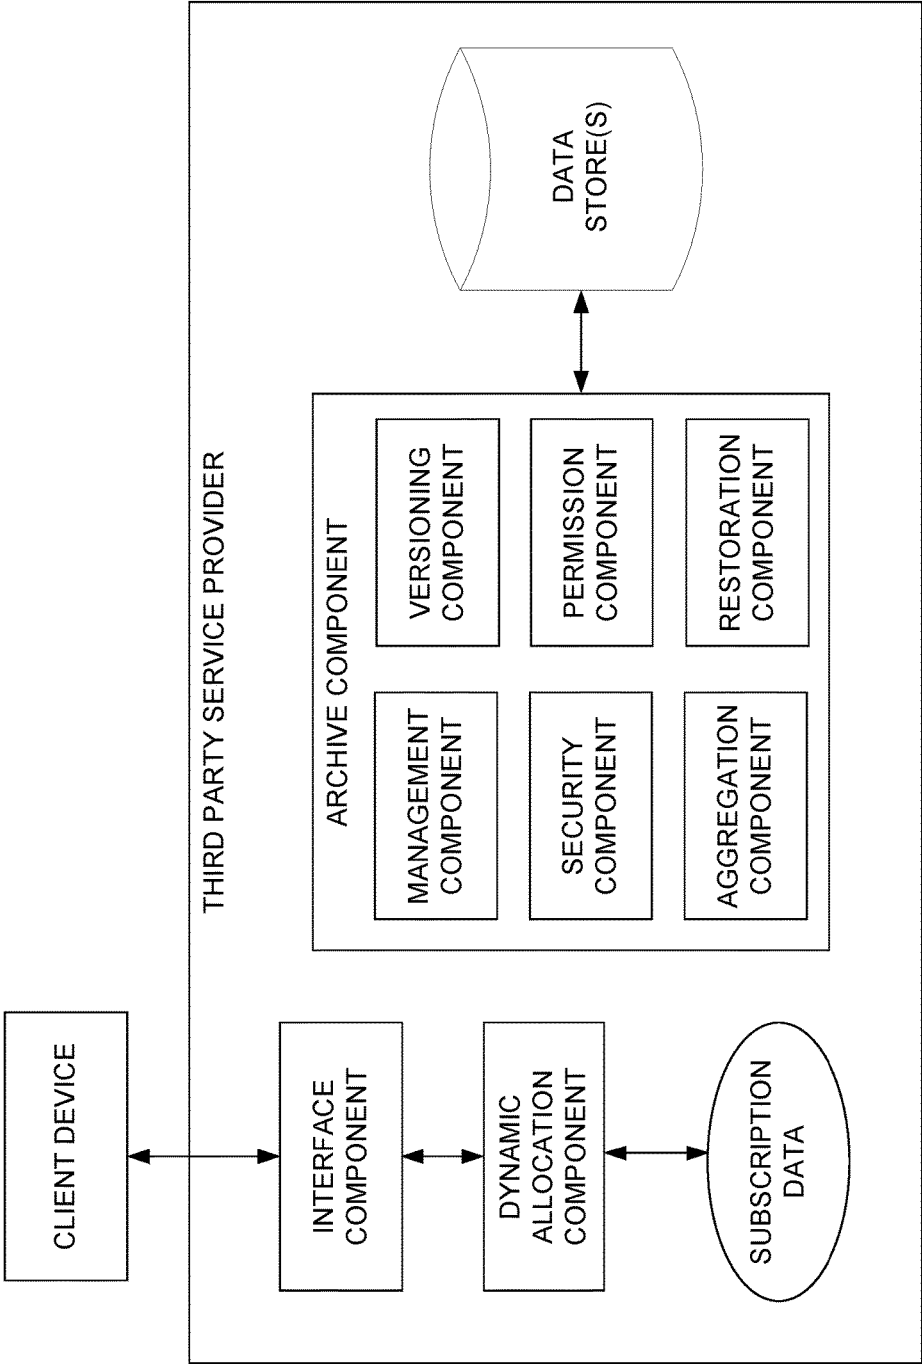 CLIENT DEVICE
THIRD PARTY SERVICE PROVIDER
INTERFACE
COMPONENT
DYNAMIC
ALLOCATION
COMPONENT
SUBSCRIPTION
DATA
ARCHIVE COMPONENT
MANAGEMENT
COMPONENT
VERSIONING
COMPONENT
SECURITY
COMPONENT
PERMISSION
COMPONENT
AGGREGATION
COMPONENT
RESTORATION
COMPONENT
DATA
STORE(S)